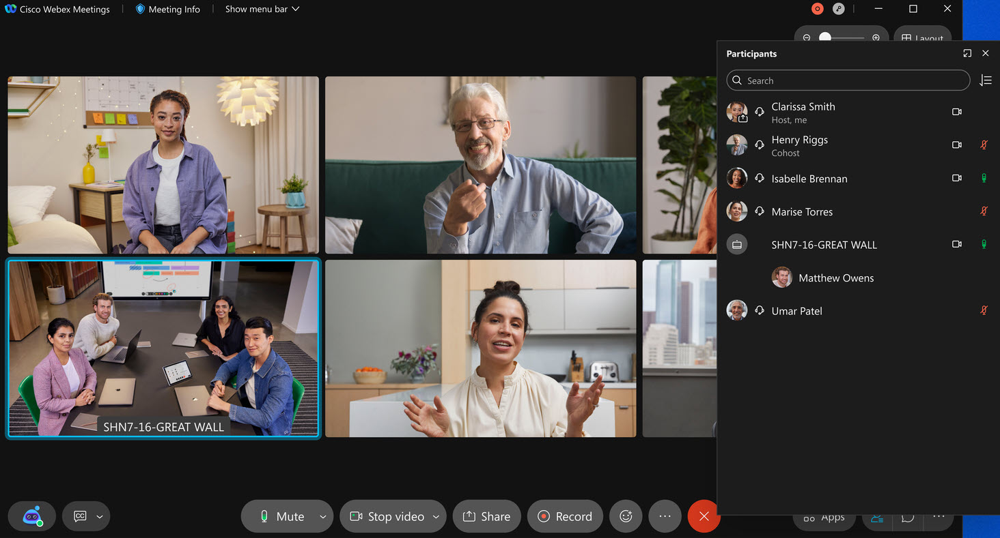 Cisco Webex Meetings
Meeting Info
Show menu bar
Layout
Participants
Search
Clarissa Smith
Host, me
Henry Riggs
Cohost
Isabelle Brennan
Marise Torres
SHN7-16-GREAT WALL
Matthew Owens
Umar Patel
SHN7-16-GREAT WALL
CC
Mute
Stop video
Share
Record
Apps